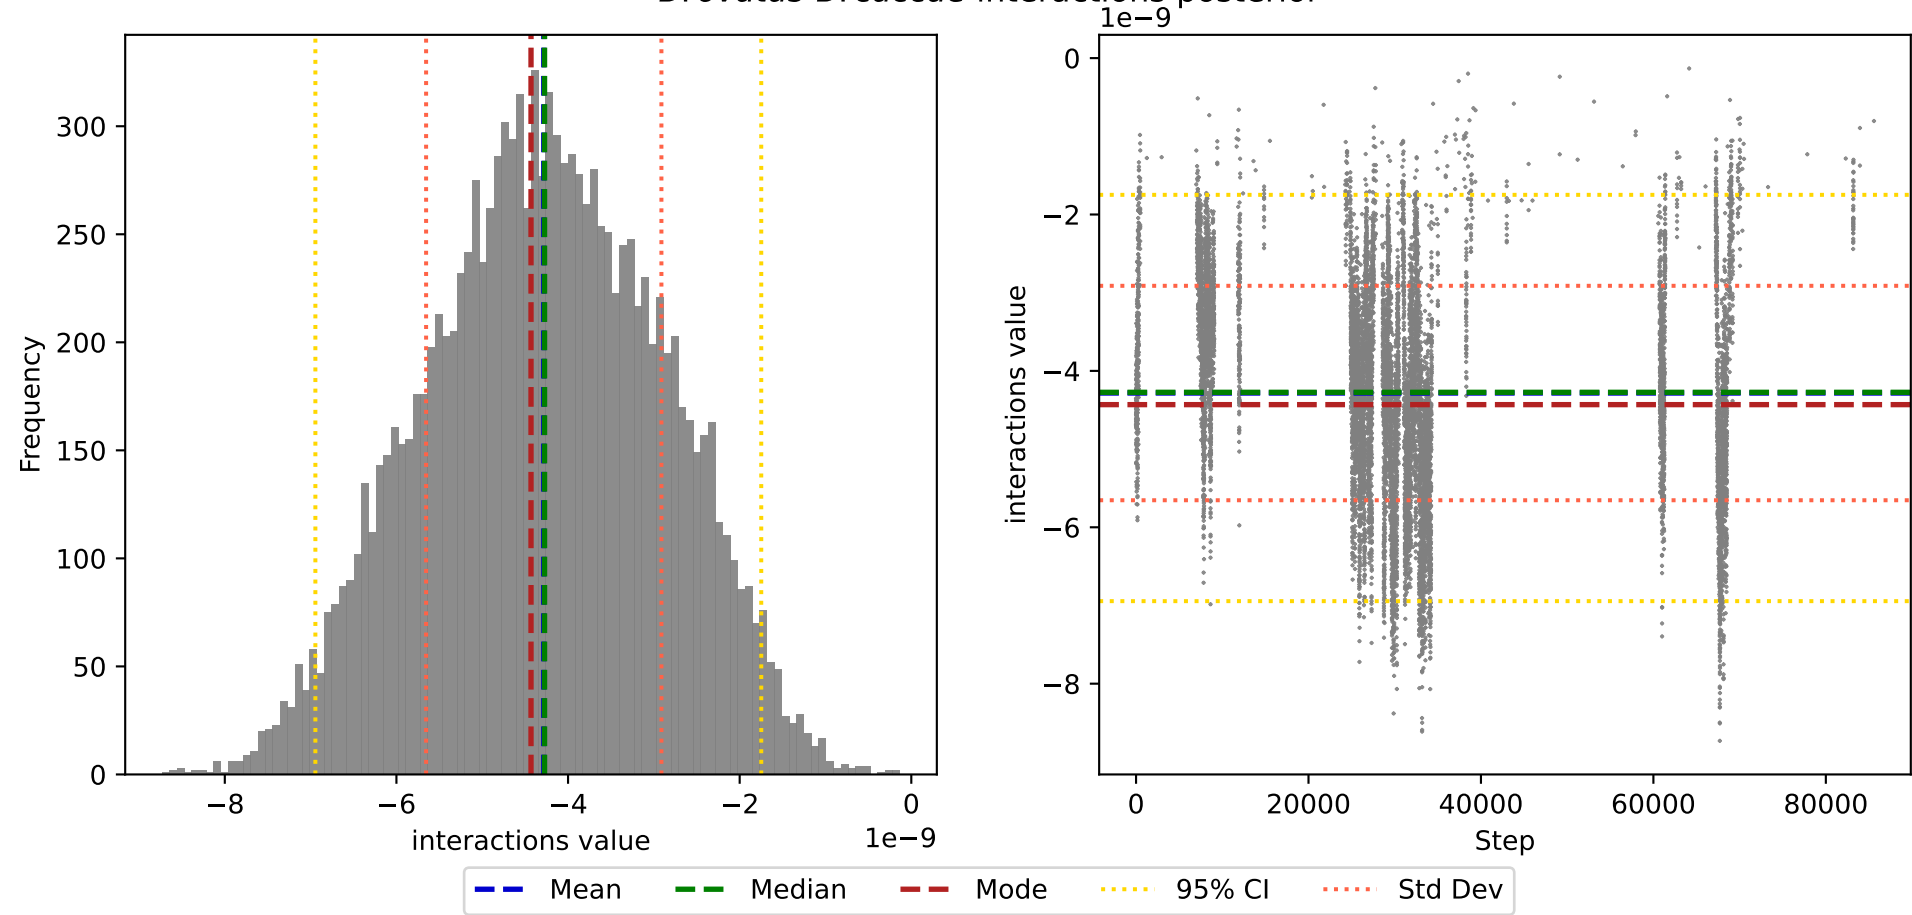 interactions posterior
1e−9
300
250
200
150
100
50
0
Frequency
−8 −6 −4 −2 0
1e−9
interactions value
0
−2
−4
−6
−8
interactions value
0 20000 40000 60000 80000
Step
Mean Median Mode 95% CI Std Dev